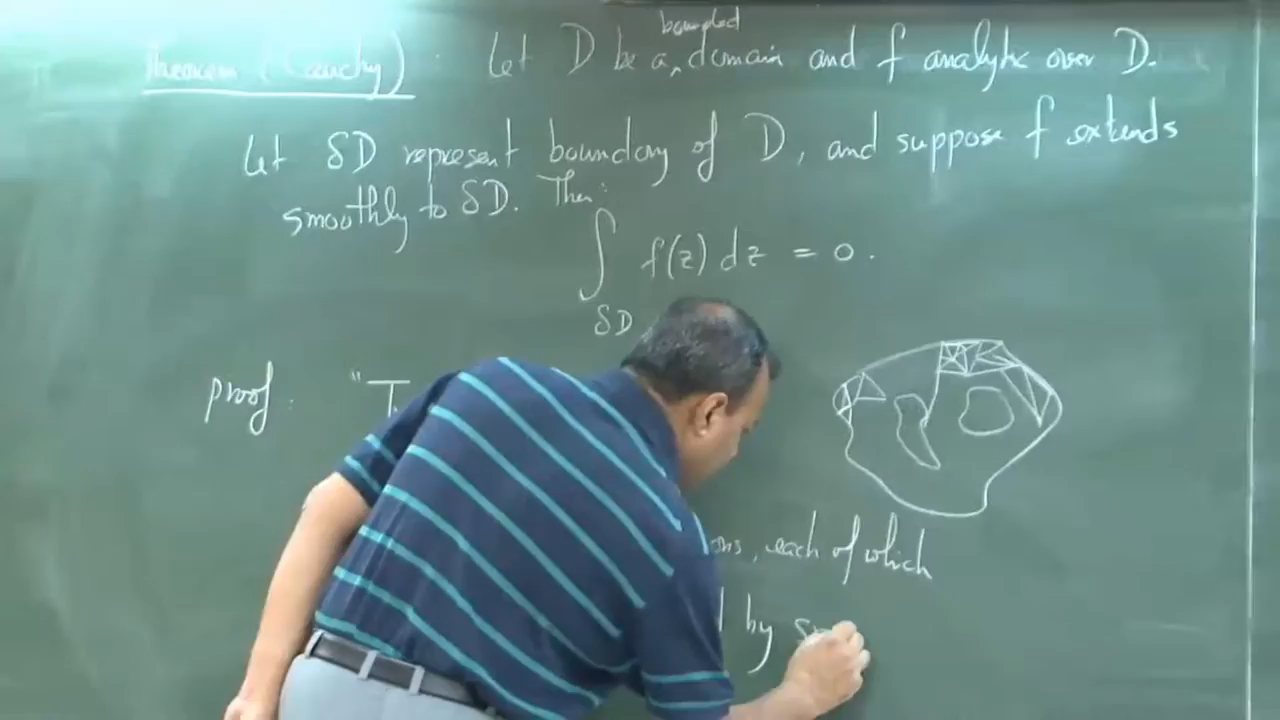 bounded
Theorem (Cauchy) : Let D be a, domain and f analytic over D.
Let δD represent boundary of D, and suppose f extends
smoothly to δD. Then:
∫ f(z) dz = 0.
δD
proof: "T
ons, each of which
by